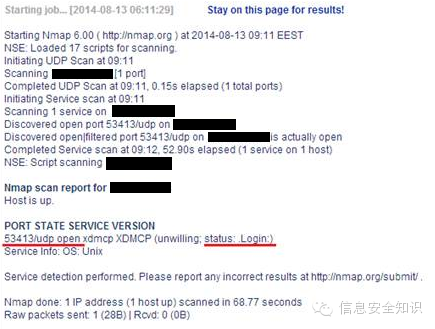 Starting job... [2014-08-13 06:11:29] Stay on this page for results!
Starting Nmap 6.00 ( http://nmap.org ) at 2014-08-13 09:11 EEST
NSE: Loaded 17 scripts for scanning.
Initiating UDP Scan at 09:11
Scanning [1 port]
Completed UDP Scan at 09:11, 0.15s elapsed (1 total ports)
Initiating Service scan at 09:11
Scanning 1 service on
Discovered open port 53413/udp on
Discovered open|filtered port 53413/udp on is actually open
Completed Service scan at 09:12, 52.90s elapsed (1 service on 1 host)
NSE: Script scanning
Nmap scan report for
Host is up.
PORT STATE SERVICE VERSION
53413/udp open xdmcp XDMCP (unwilling; status: .Login:)
Service Info: OS: Unix
Service detection performed. Please report any incorrect results at http://nmap.org/submit/ .
Nmap done: 1 IP address (1 host up) scanned in 68.77 seconds
Raw packets sent: 1 (28B) | Rcvd: 0 (0B)
信息安全知识